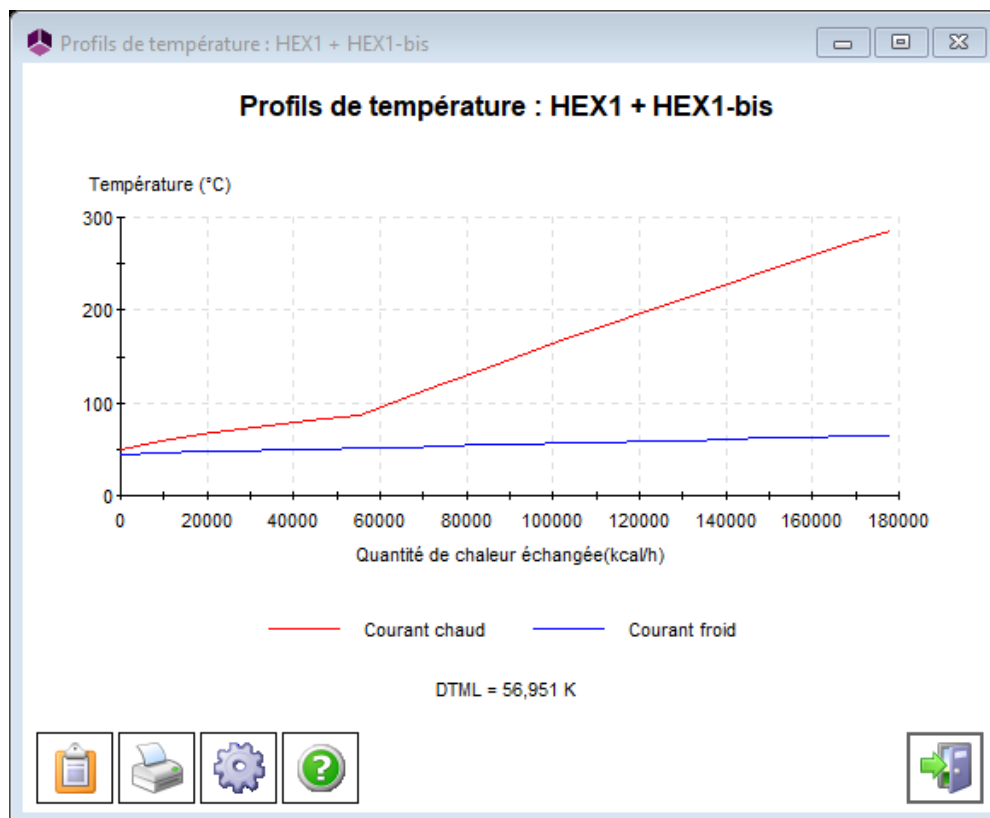 Profils de température : HEX1 + HEX1-bis
Profils de température : HEX1 + HEX1-bis
Température (°C)
300
200
100
0
0 20000 40000 60000 80000 100000 120000 140000 160000 180000
Quantité de chaleur échangée(kcal/h)
Courant chaud Courant froid
DTML = 56,951 K